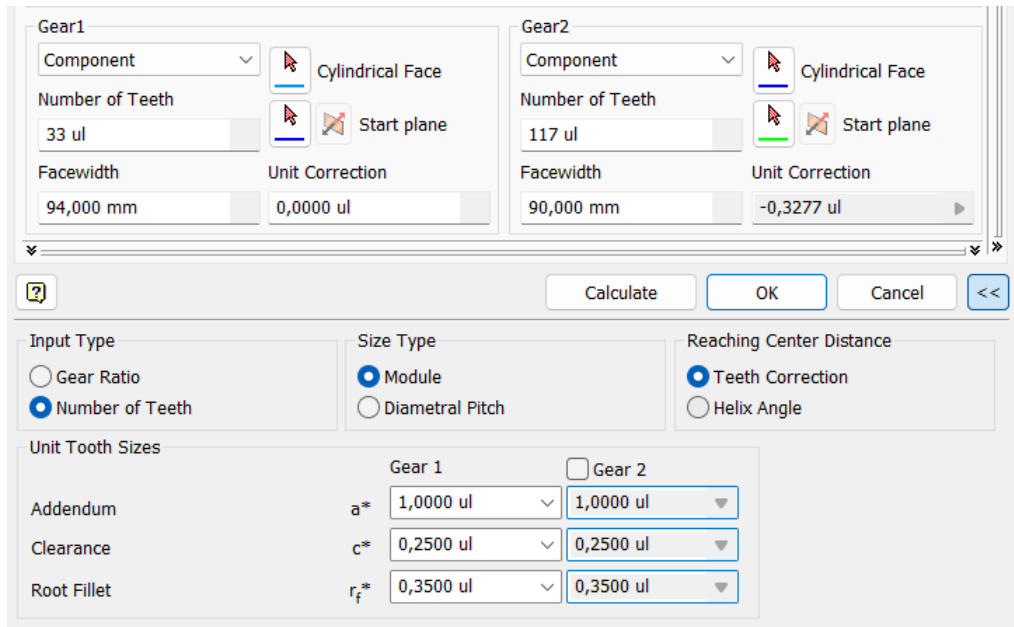 Gear1
Component
Cylindrical Face
Number of Teeth
33 ul
Start plane
Facewidth
Unit Correction
94,000 mm
0,0000 ul
Gear2
Component
Cylindrical Face
Number of Teeth
117 ul
Start plane
Facewidth
Unit Correction
90,000 mm
-0,3277 ul
?
Calculate
OK
Cancel
<<
Input Type
Gear Ratio
Number of Teeth
Size Type
Module
Diametral Pitch
Reaching Center Distance
Teeth Correction
Helix Angle
Unit Tooth Sizes
Gear 1 Gear 2
Addendum a* 1,0000 ul 1,0000 ul
Clearance c* 0,2500 ul 0,2500 ul
Root Fillet rf* 0,3500 ul 0,3500 ul